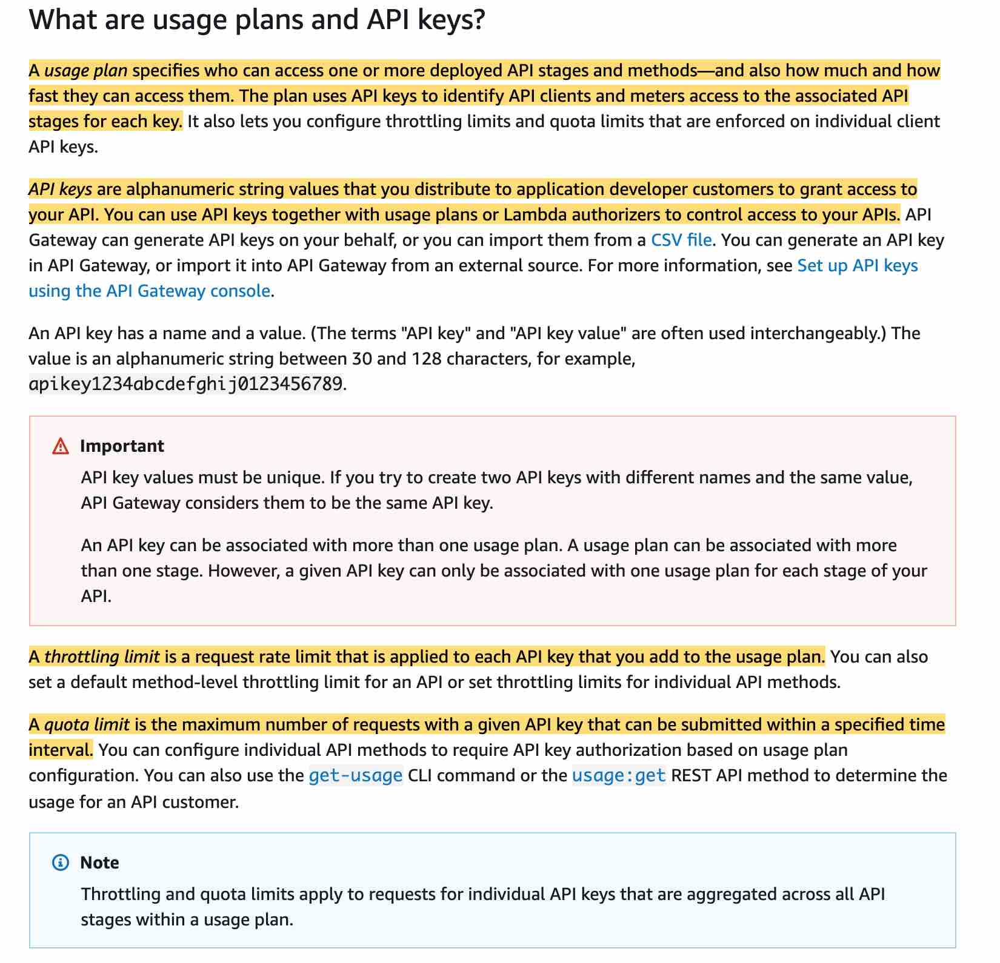 What are usage plans and API keys?
A usage plan specifies who can access one or more deployed API stages and methods—and also how much and how
fast they can access them. The plan uses API keys to identify API clients and meters access to the associated API
stages for each key. It also lets you configure throttling limits and quota limits that are enforced on individual client
API keys.
API keys are alphanumeric string values that you distribute to application developer customers to grant access to
your API. You can use API keys together with usage plans or Lambda authorizers to control access to your APIs. API
Gateway can generate API keys on your behalf, or you can import them from a CSV file. You can generate an API key
in API Gateway, or import it into API Gateway from an external source. For more information, see Set up API keys
using the API Gateway console.
An API key has a name and a value. (The terms "API key" and "API key value" are often used interchangeably.) The
value is an alphanumeric string between 30 and 128 characters, for example,
apikey1234abcdefghij0123456789.
Important
API key values must be unique. If you try to create two API keys with different names and the same value,
API Gateway considers them to be the same API key.
An API key can be associated with more than one usage plan. A usage plan can be associated with more
than one stage. However, a given API key can only be associated with one usage plan for each stage of your
API.
A throttling limit is a request rate limit that is applied to each API key that you add to the usage plan. You can also
set a default method-level throttling limit for an API or set throttling limits for individual API methods.
A quota limit is the maximum number of requests with a given API key that can be submitted within a specified time
interval. You can configure individual API methods to require API key authorization based on usage plan
configuration. You can also use the get-usage CLI command or the usage:get REST API method to determine the
usage for an API customer.
Note
Throttling and quota limits apply to requests for individual API keys that are aggregated across all API
stages within a usage plan.